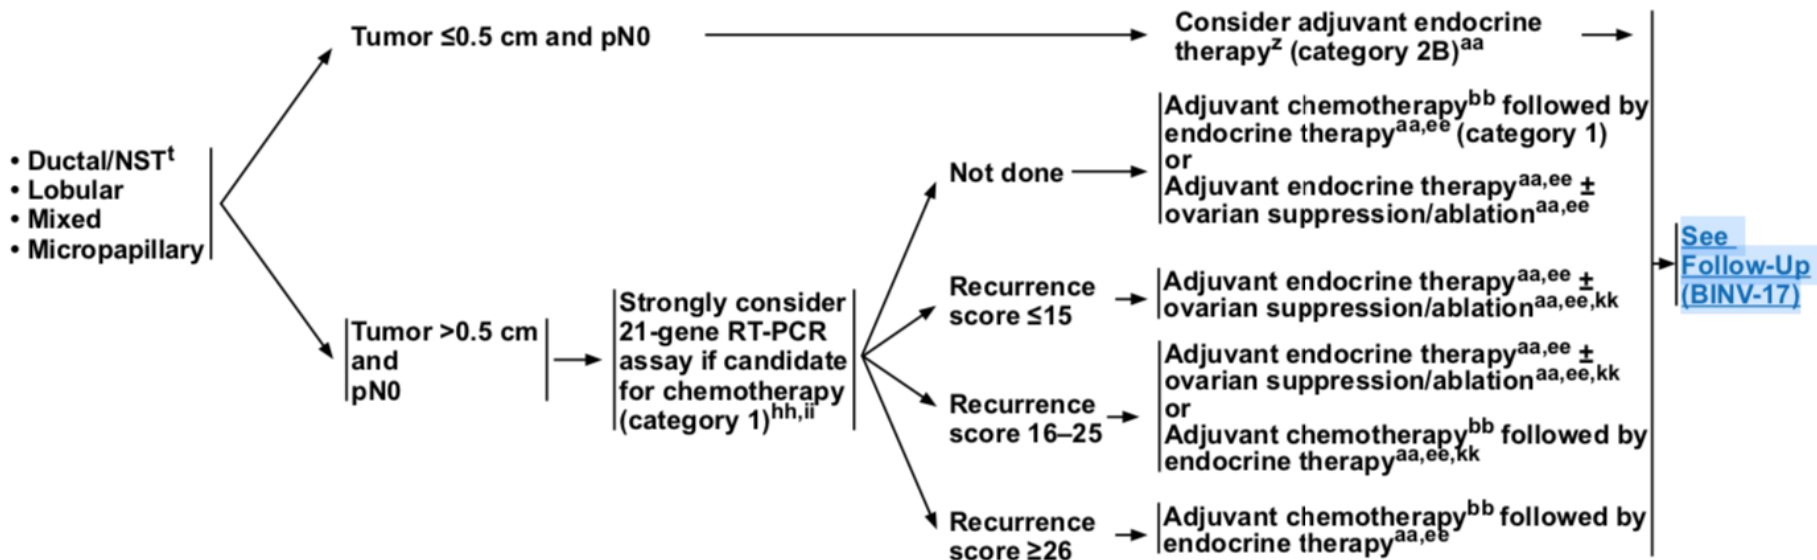 • Ductal/NSTᵗ
• Lobular
• Mixed
• Micropapillary
Tumor ≤0.5 cm and pN0
Consider adjuvant endocrine
therapyᶻ (category 2B)ᵃᵃ
Tumor >0.5 cm
and
pN0
Strongly consider
21-gene RT-PCR
assay if candidate
for chemotherapy
(category 1)ʰʰ,ⁱⁱ
Not done
Adjuvant chemotherapyᵇᵇ followed by
endocrine therapyᵃᵃ,ᵉᵉ (category 1)
or
Adjuvant endocrine therapyᵃᵃ,ᵉᵉ ±
ovarian suppression/ablationᵃᵃ,ᵉᵉ
Recurrence
score ≤15
Adjuvant endocrine therapyᵃᵃ,ᵉᵉ ±
ovarian suppression/ablationᵃᵃ,ᵉᵉ,ᵏᵏ
Recurrence
score 16–25
Adjuvant endocrine therapyᵃᵃ,ᵉᵉ ±
ovarian suppression/ablationᵃᵃ,ᵉᵉ,ᵏᵏ
or
Adjuvant chemotherapyᵇᵇ followed by
endocrine therapyᵃᵃ,ᵉᵉ,ᵏᵏ
Recurrence
score ≥26
Adjuvant chemotherapyᵇᵇ followed by
endocrine therapyᵃᵃ,ᵉᵉ
See
Follow-Up
(BINV-17)